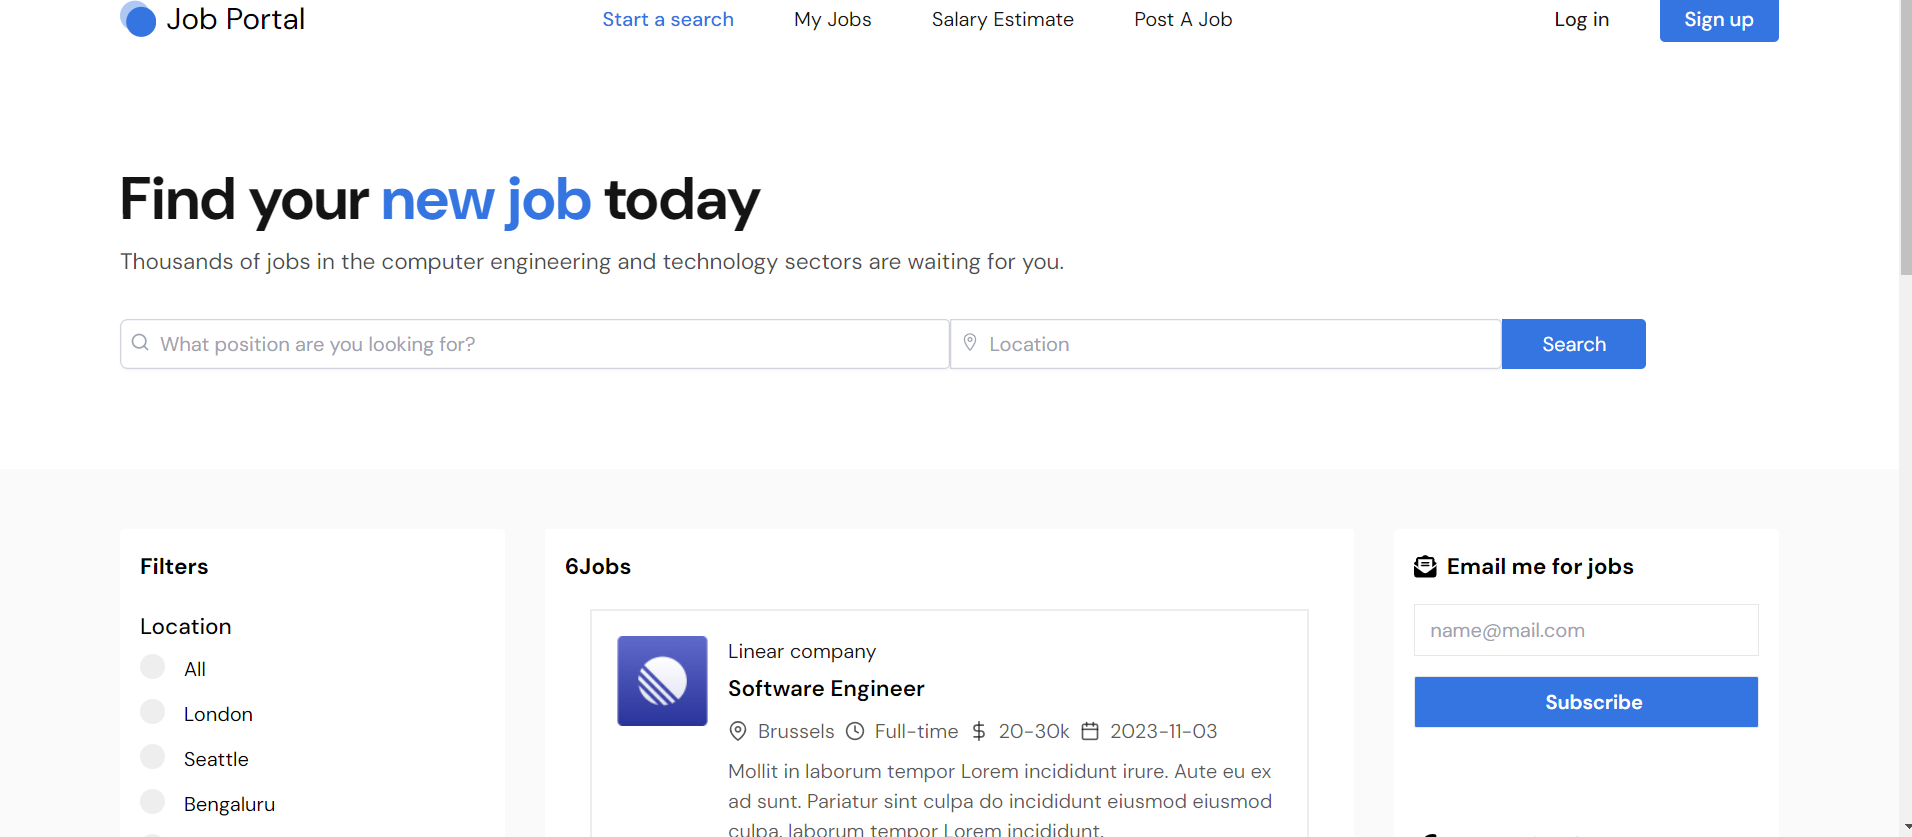 Job Portal
Start a search
My Jobs
Salary Estimate
Post A Job
Log in
Sign up
Find your new job today
Thousands of jobs in the computer engineering and technology sectors are waiting for you.
What position are you looking for?
Location
Search
Filters
Location
All
London
Seattle
Bengaluru
6Jobs
Linear company
Software Engineer
Brussels Full-time $ 20-30k 2023-11-03
Mollit in laborum tempor Lorem incididunt irure. Aute eu ex
ad sunt. Pariatur sint culpa do incididunt eiusmod eiusmod
culpa. laborum tempor Lorem incididunt.
Email me for jobs
name@mail.com
Subscribe